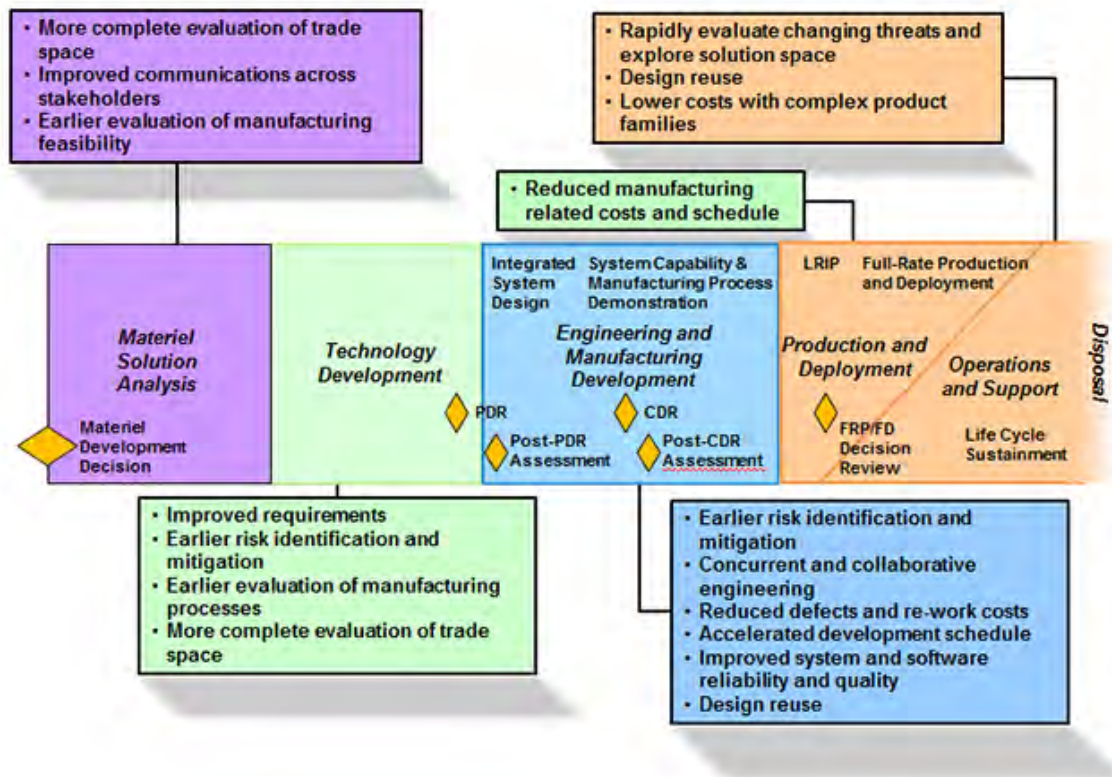 • More complete evaluation of trade
space
• Improved communications across
stakeholders
• Earlier evaluation of manufacturing
feasibility
• Rapidly evaluate changing threats and
explore solution space
• Design reuse
• Lower costs with complex product
families
• Reduced manufacturing
related costs and schedule
Materiel
Solution
Analysis
Materiel
Development
Decision
Technology
Development
PDR
Integrated
System
Design
System Capability &
Manufacturing Process
Demonstration
Engineering and
Manufacturing
Development
CDR
Post-PDR
Assessment
Post-CDR
Assessment
LRIP
Full-Rate Production
and Deployment
Production and
Deployment
FRP/FD
Decision
Review
Operations
and Support
Life Cycle
Sustainment
Disposal
• Improved requirements
• Earlier risk identification and
mitigation
• Earlier evaluation of manufacturing
processes
• More complete evaluation of trade
space
• Earlier risk identification and
mitigation
• Concurrent and collaborative
engineering
• Reduced defects and re-work costs
• Accelerated development schedule
• Improved system and software
reliability and quality
• Design reuse